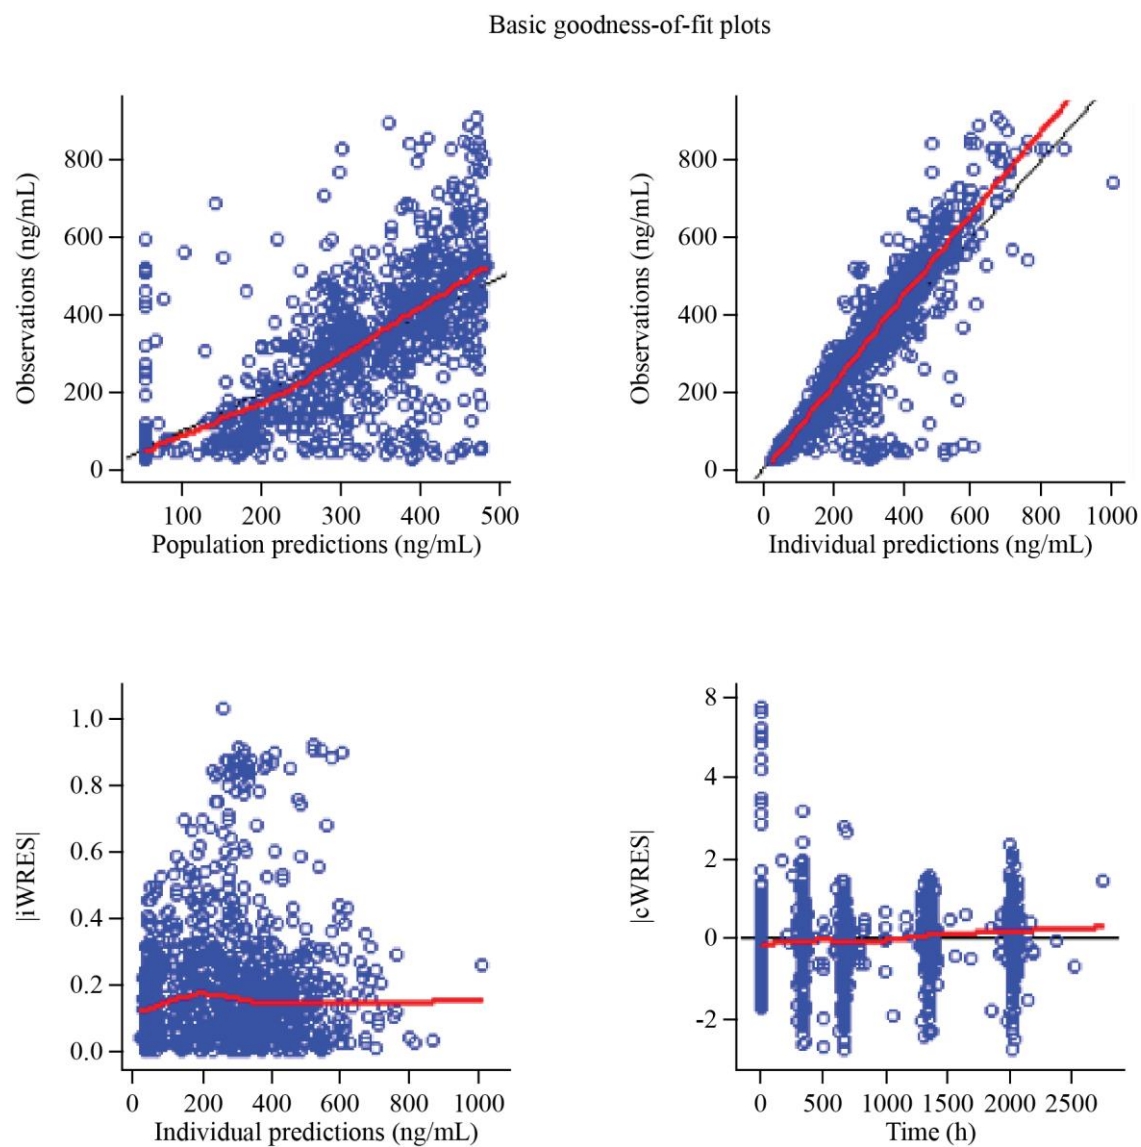 Basic goodness-of-fit plots
Observations (ng/mL)
800
600
400
200
0
100 200 300 400 500
Population predictions (ng/mL)
Observations (ng/mL)
800
600
400
200
0
0 200 400 600 800 1000
Individual predictions (ng/mL)
|iWRES|
1.0
0.8
0.6
0.4
0.2
0.0
0 200 400 600 800 1000
Individual predictions (ng/mL)
|cWRES|
8
4
2
0
-2
0 500 1000 1500 2000 2500
Time (h)